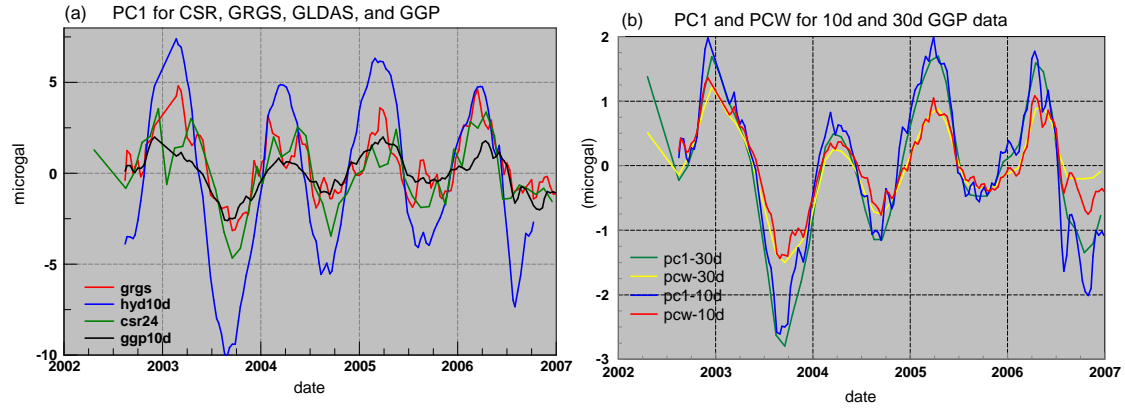 (a) PC1 for CSR, GRGS, GLDAS, and GGP
microgal
5
0
-5
-10
grgs
hyd10d
csr24
ggp10d
2002 2003 2004 2005 2006 2007
date
(b) PC1 and PCW for 10d and 30d GGP data
(microgal)
2
1
0
-1
-2
-3
pc1-30d
pcw-30d
pc1-10d
pcw-10d
2002 2003 2004 2005 2006 2007
date